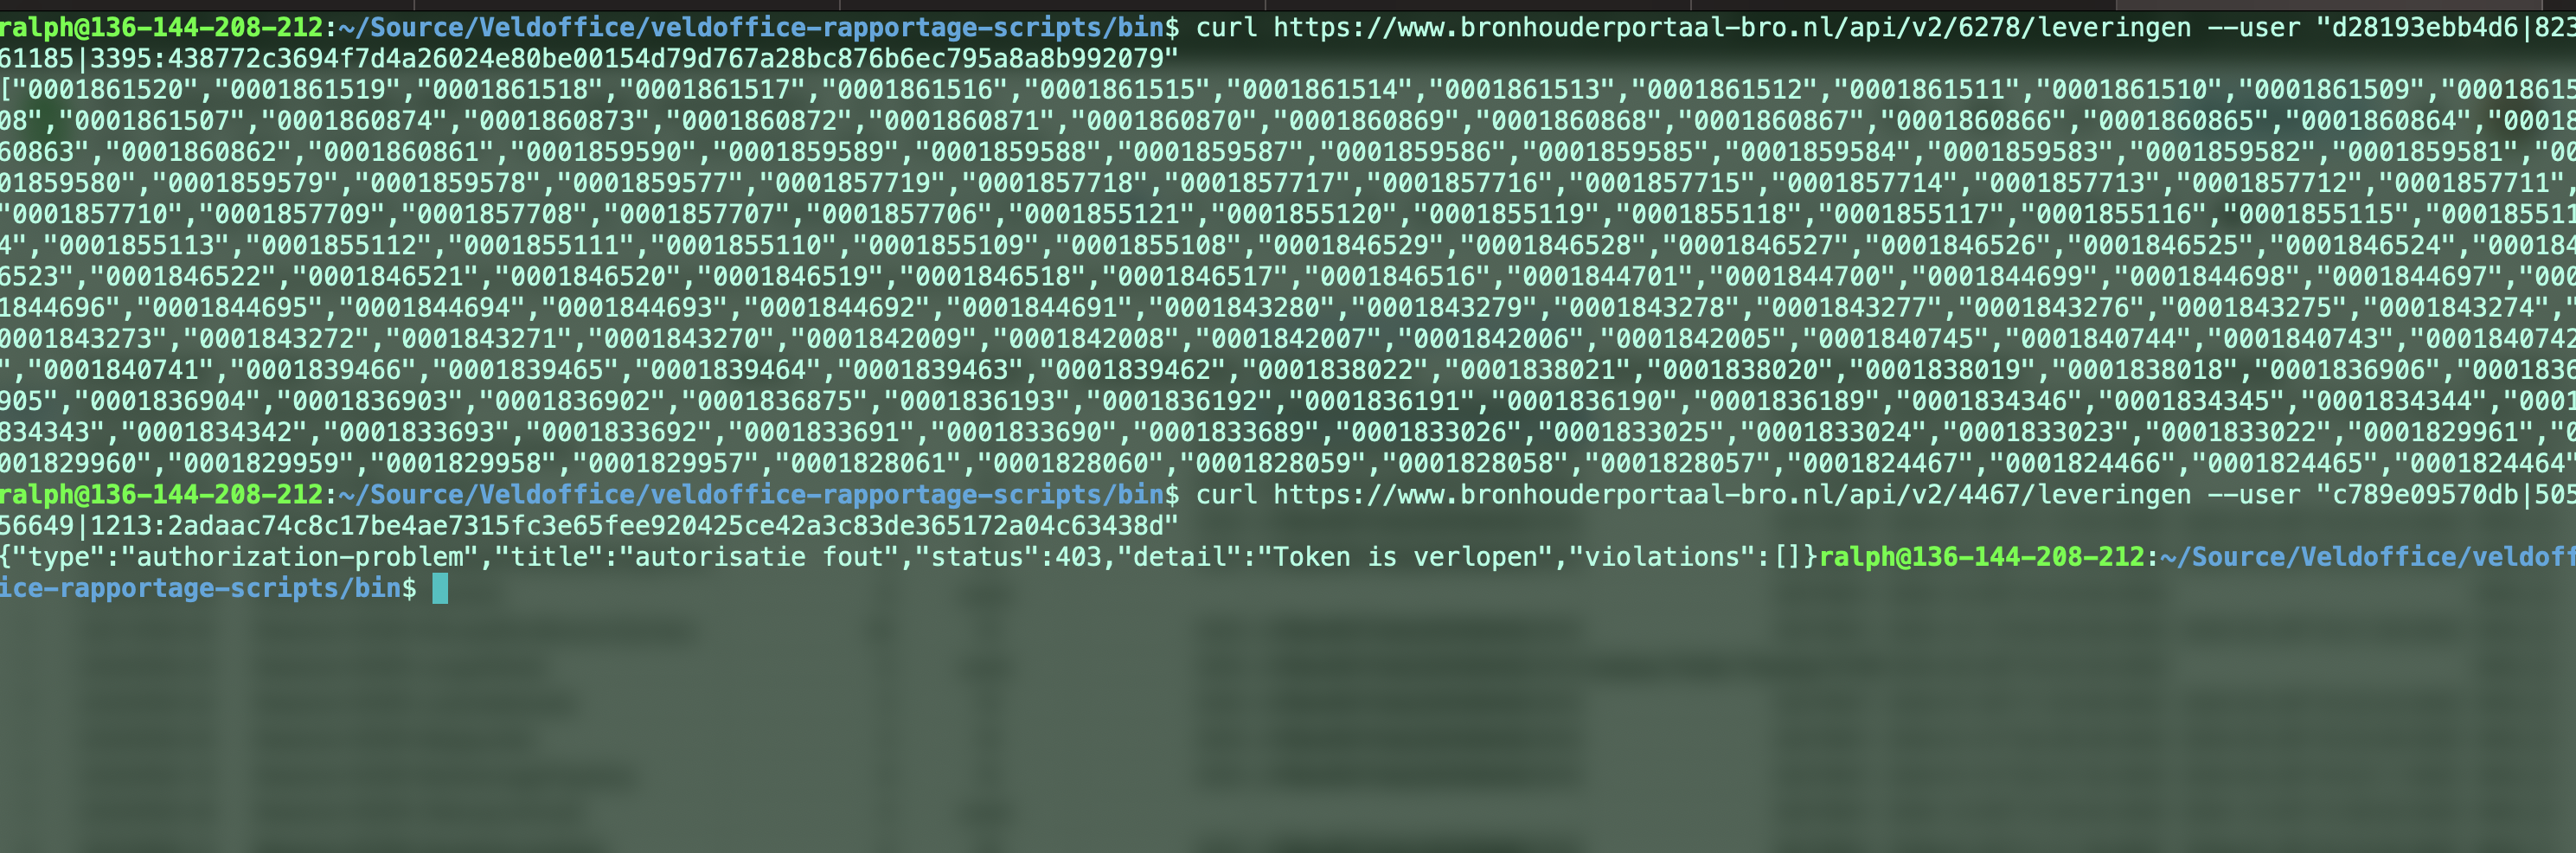 ralph@136-144-208-212:~/Source/Veldoffice/veldoffice-rapportage-scripts/bin$ curl https://www.bronhouderportaal-bro.nl/api/v2/6278/leveringen --user "d28193ebb4d6|823
61185|3395:438772c3694f7d4a26024e80be00154d79d767a28bc876b6ec795a8a8b992079"
["0001861520","0001861519","0001861518","0001861517","0001861516","0001861515","0001861514","0001861513","0001861512","0001861511","0001861510","0001861509","00018615
08","0001861507","0001860874","0001860873","0001860872","0001860871","0001860870","0001860869","0001860868","0001860867","0001860866","0001860865","0001860864","00018
60863","0001860862","0001860861","0001859590","0001859589","0001859588","0001859587","0001859586","0001859585","0001859584","0001859583","0001859582","0001859581","00
01859580","0001859579","0001859578","0001859577","0001857719","0001857718","0001857717","0001857716","0001857715","0001857714","0001857713","0001857712","0001857711",
"0001857710","0001857709","0001857708","0001857707","0001857706","0001855121","0001855120","0001855119","0001855118","0001855117","0001855116","0001855115","000185511
4","0001855113","0001855112","0001855111","0001855110","0001855109","0001855108","0001846529","0001846528","0001846527","0001846526","0001846525","0001846524","000184
6523","0001846522","0001846521","0001846520","0001846519","0001846518","0001846517","0001846516","0001844701","0001844700","0001844699","0001844698","0001844697","000
1844696","0001844695","0001844694","0001844693","0001844692","0001844691","0001843280","0001843279","0001843278","0001843277","0001843276","0001843275","0001843274","
0001843273","0001843272","0001843271","0001843270","0001842009","0001842008","0001842007","0001842006","0001842005","0001840745","0001840744","0001840743","0001840742
","0001840741","0001839466","0001839465","0001839464","0001839463","0001839462","0001838022","0001838021","0001838020","0001838019","0001838018","0001836906","0001836
905","0001836904","0001836903","0001836902","0001836875","0001836193","0001836192","0001836191","0001836190","0001836189","0001834346","0001834345","0001834344","0001
834343","0001834342","0001833693","0001833692","0001833691","0001833690","0001833689","0001833026","0001833025","0001833024","0001833023","0001833022","0001829961","0
001829960","0001829959","0001829958","0001829957","0001828061","0001828060","0001828059","0001828058","0001828057","0001824467","0001824466","0001824465","0001824464"
ralph@136-144-208-212:~/Source/Veldoffice/veldoffice-rapportage-scripts/bin$ curl https://www.bronhouderportaal-bro.nl/api/v2/4467/leveringen --user "c789e09570db|505
56649|1213:2adaac74c8c17be4ae7315fc3e65fee920425ce42a3c83de365172a04c63438d"
{"type":"authorization-problem","title":"autorisatie fout","status":403,"detail":"Token is verlopen","violations":[]}ralph@136-144-208-212:~/Source/Veldoffice/veldoff
ice-rapportage-scripts/bin$